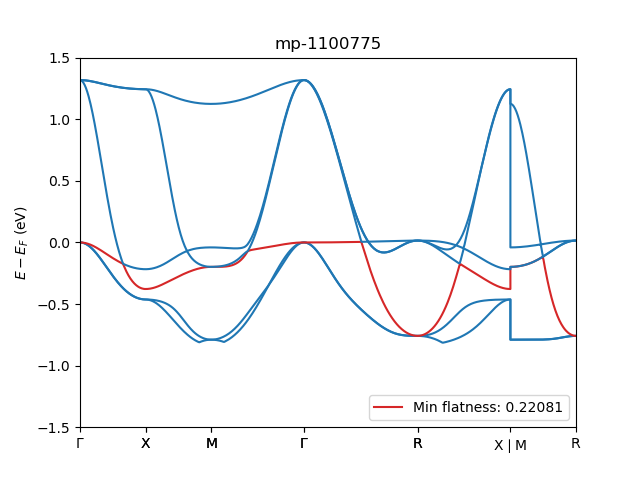 mp-1100775
E − E_F (eV)
1.5
1.0
0.5
0.0
−0.5
−1.0
−1.5
Min flatness: 0.22081
Γ X M Γ R X | M R